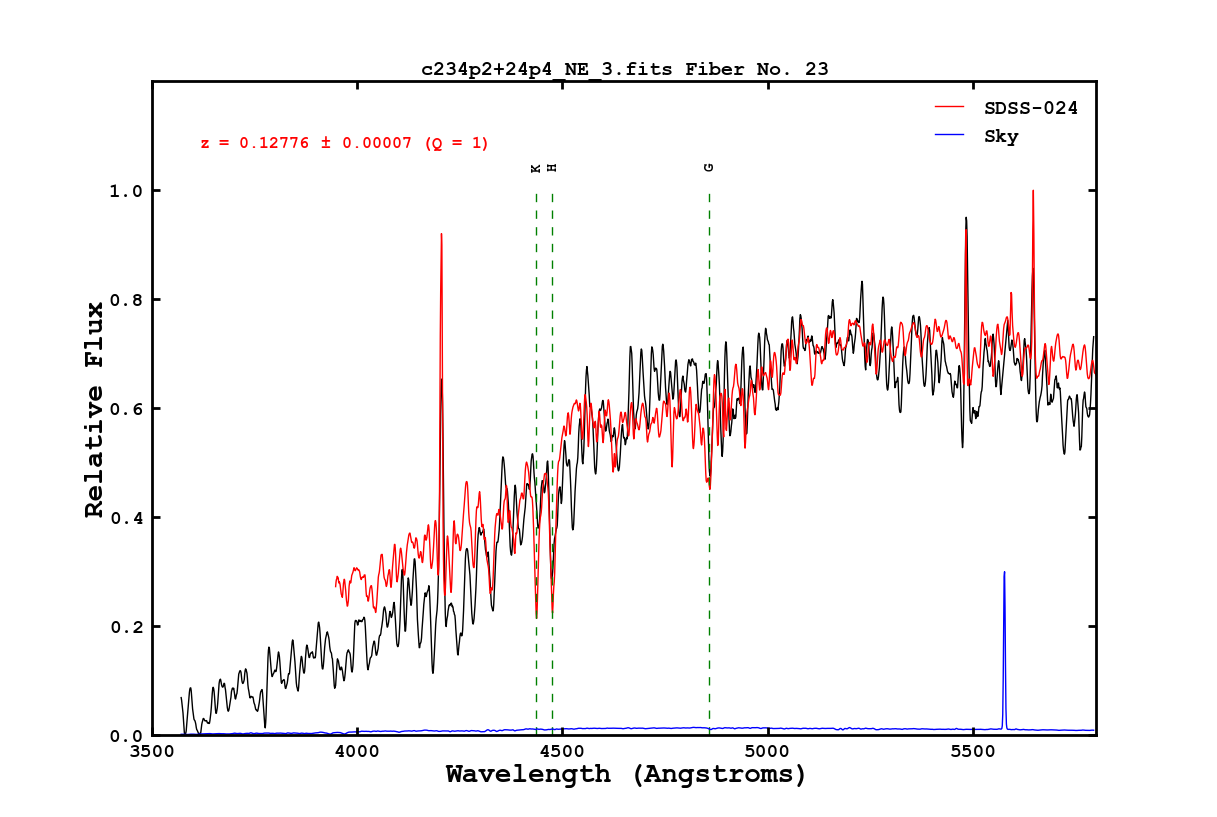 c234p2+24p4_NE_3.fits Fiber No. 23
SDSS-024
Sky
z = 0.12776 ± 0.00007 (Q = 1)
K
H
G
1.0
0.8
0.6
0.4
0.2
0.0
Relative Flux
3500
4000
4500
5000
5500
Wavelength (Angstroms)